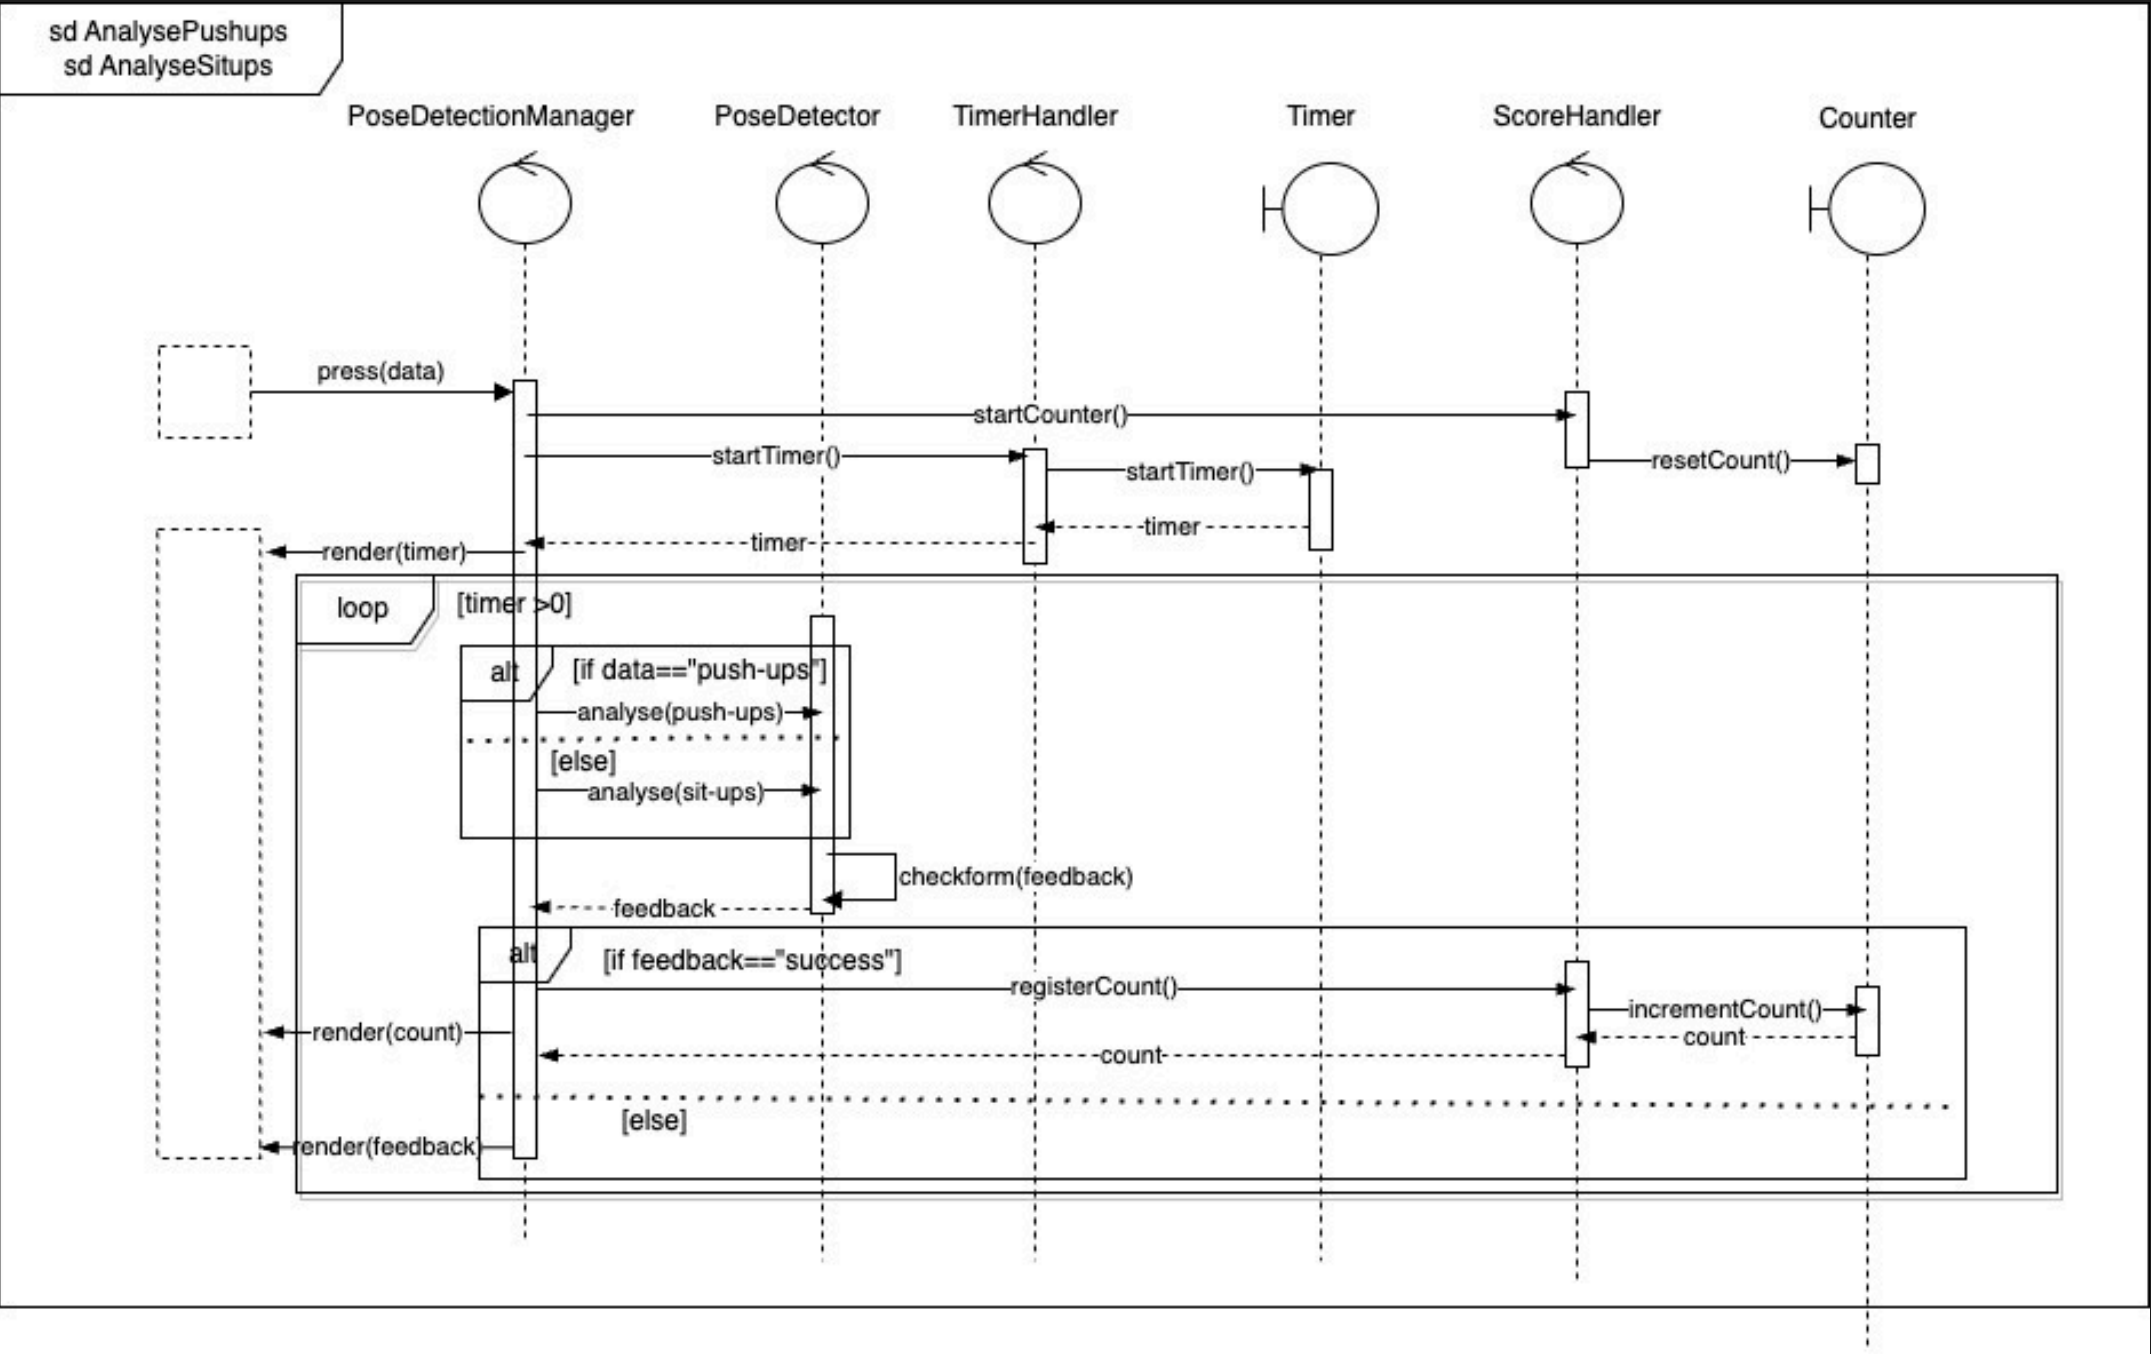 sd AnalysePushups
sd AnalyseSitups
PoseDetectionManager
PoseDetector
TimerHandler
Timer
ScoreHandler
Counter
press(data)
startCounter()
startTimer()
startTimer()
resetCount()
timer
timer
render(timer)
loop
[timer >0]
alt
[if data=="push-ups"]
analyse(push-ups)
[else]
analyse(sit-ups)
checkform(feedback)
feedback
alt
[if feedback=="success"]
registerCount()
incrementCount()
render(count)
count
count
[else]
render(feedback)